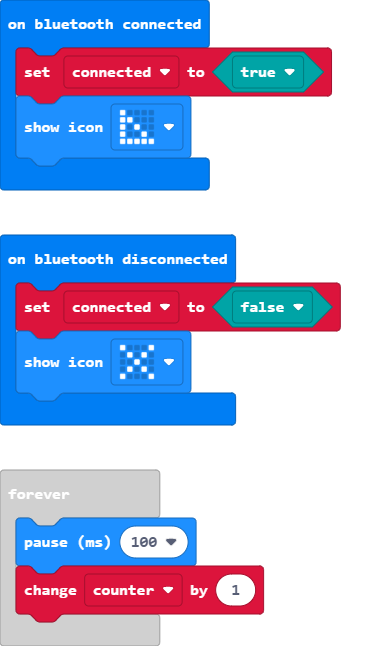 on bluetooth connected
set connected to true
show icon
on bluetooth disconnected
set connected to false
show icon
forever
pause (ms) 100
change counter by 1